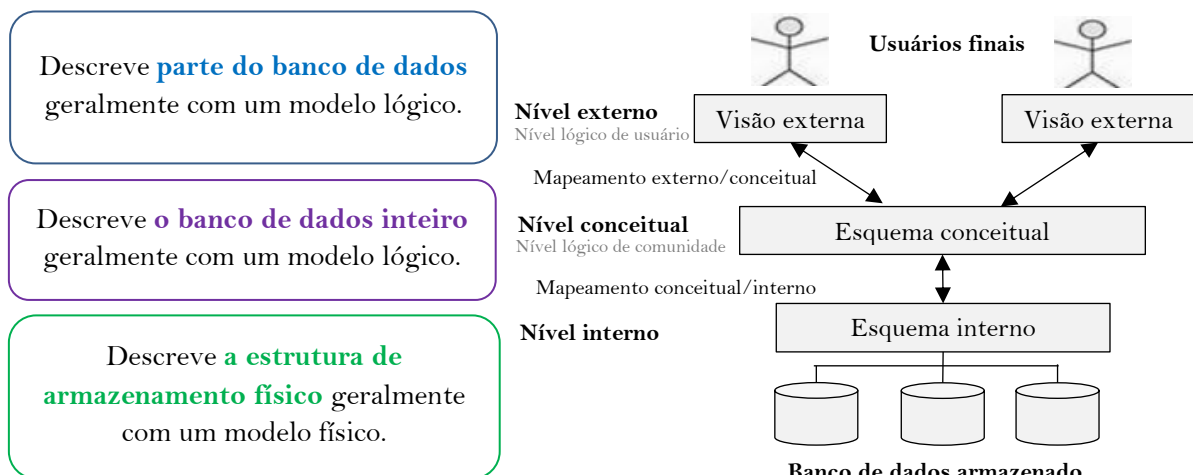 Descreve parte do banco de dados
geralmente com um modelo lógico.
Descreve o banco de dados inteiro
geralmente com um modelo lógico.
Descreve a estrutura de
armazenamento físico geralmente
com um modelo físico.
Usuários finais
Nível externo
Nível lógico de usuário
Visão externa
Visão externa
Mapeamento externo/conceitual
Nível conceitual
Nível lógico de comunidade
Esquema conceitual
Mapeamento conceitual/interno
Nível interno
Esquema interno
Banco de dados armazenado